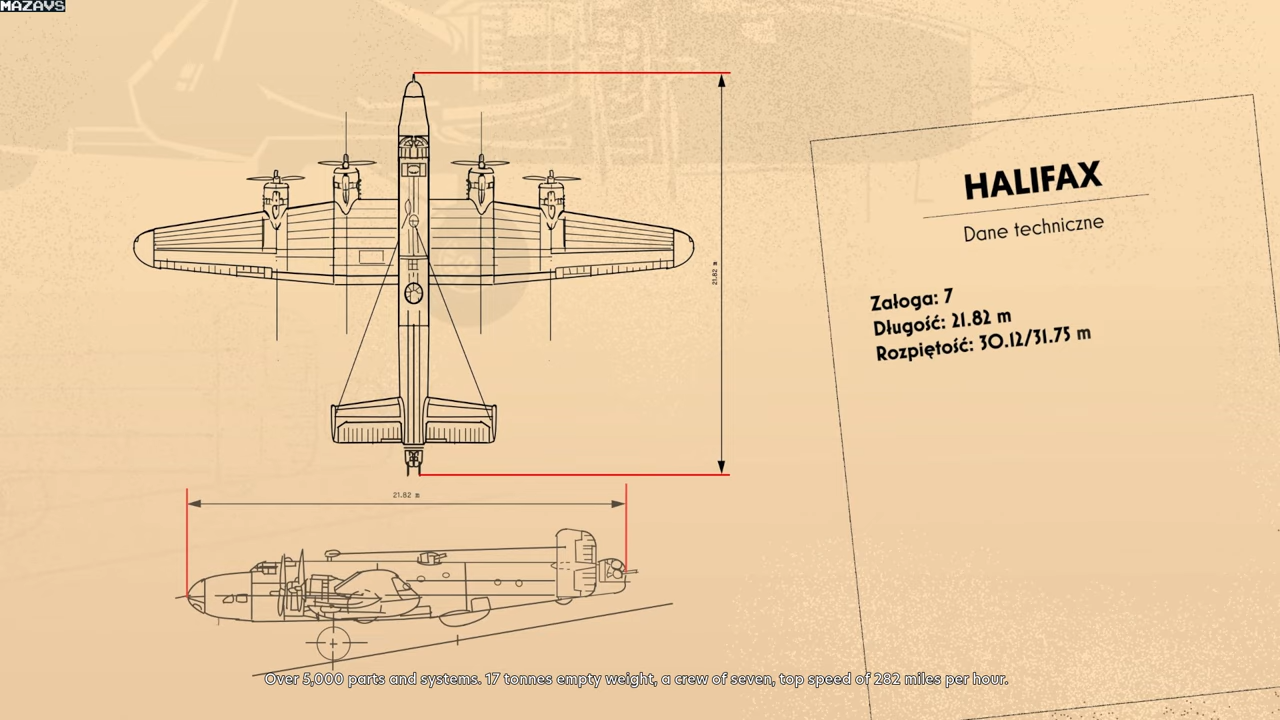 MAZAVS
HALIFAX
Dane techniczne
Załoga: 7
Długość: 21.82 m
Rozpiętość: 30.12/31.75 m
21.82 m
21.82 m
Over 5,000 parts and systems. 17 tonnes empty weight, a crew of seven, top speed of 282 miles per hour.